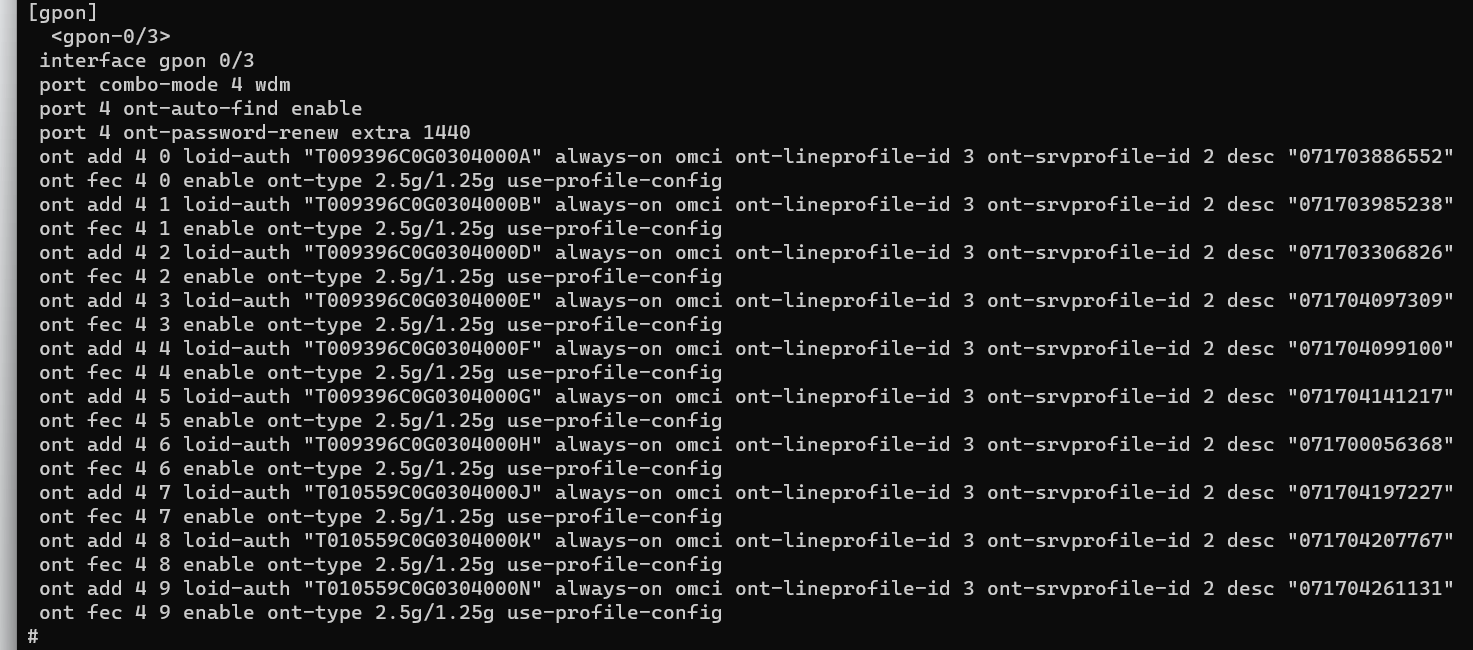 [gpon]
<gpon-0/3>
interface gpon 0/3
port combo-mode 4 wdm
port 4 ont-auto-find enable
port 4 ont-password-renew extra 1440
ont add 4 0 loid-auth "T009396C0G0304000A" always-on omci ont-lineprofile-id 3 ont-srvprofile-id 2 desc "071703886552"
ont fec 4 0 enable ont-type 2.5g/1.25g use-profile-config
ont add 4 1 loid-auth "T009396C0G0304000B" always-on omci ont-lineprofile-id 3 ont-srvprofile-id 2 desc "071703985238"
ont fec 4 1 enable ont-type 2.5g/1.25g use-profile-config
ont add 4 2 loid-auth "T009396C0G0304000D" always-on omci ont-lineprofile-id 3 ont-srvprofile-id 2 desc "071703306826"
ont fec 4 2 enable ont-type 2.5g/1.25g use-profile-config
ont add 4 3 loid-auth "T009396C0G0304000E" always-on omci ont-lineprofile-id 3 ont-srvprofile-id 2 desc "071704097309"
ont fec 4 3 enable ont-type 2.5g/1.25g use-profile-config
ont add 4 4 loid-auth "T009396C0G0304000F" always-on omci ont-lineprofile-id 3 ont-srvprofile-id 2 desc "071704099100"
ont fec 4 4 enable ont-type 2.5g/1.25g use-profile-config
ont add 4 5 loid-auth "T009396C0G0304000G" always-on omci ont-lineprofile-id 3 ont-srvprofile-id 2 desc "071704141217"
ont fec 4 5 enable ont-type 2.5g/1.25g use-profile-config
ont add 4 6 loid-auth "T009396C0G0304000H" always-on omci ont-lineprofile-id 3 ont-srvprofile-id 2 desc "071700056368"
ont fec 4 6 enable ont-type 2.5g/1.25g use-profile-config
ont add 4 7 loid-auth "T010559C0G0304000J" always-on omci ont-lineprofile-id 3 ont-srvprofile-id 2 desc "071704197227"
ont fec 4 7 enable ont-type 2.5g/1.25g use-profile-config
ont add 4 8 loid-auth "T010559C0G0304000K" always-on omci ont-lineprofile-id 3 ont-srvprofile-id 2 desc "071704207767"
ont fec 4 8 enable ont-type 2.5g/1.25g use-profile-config
ont add 4 9 loid-auth "T010559C0G0304000N" always-on omci ont-lineprofile-id 3 ont-srvprofile-id 2 desc "071704261131"
ont fec 4 9 enable ont-type 2.5g/1.25g use-profile-config
#